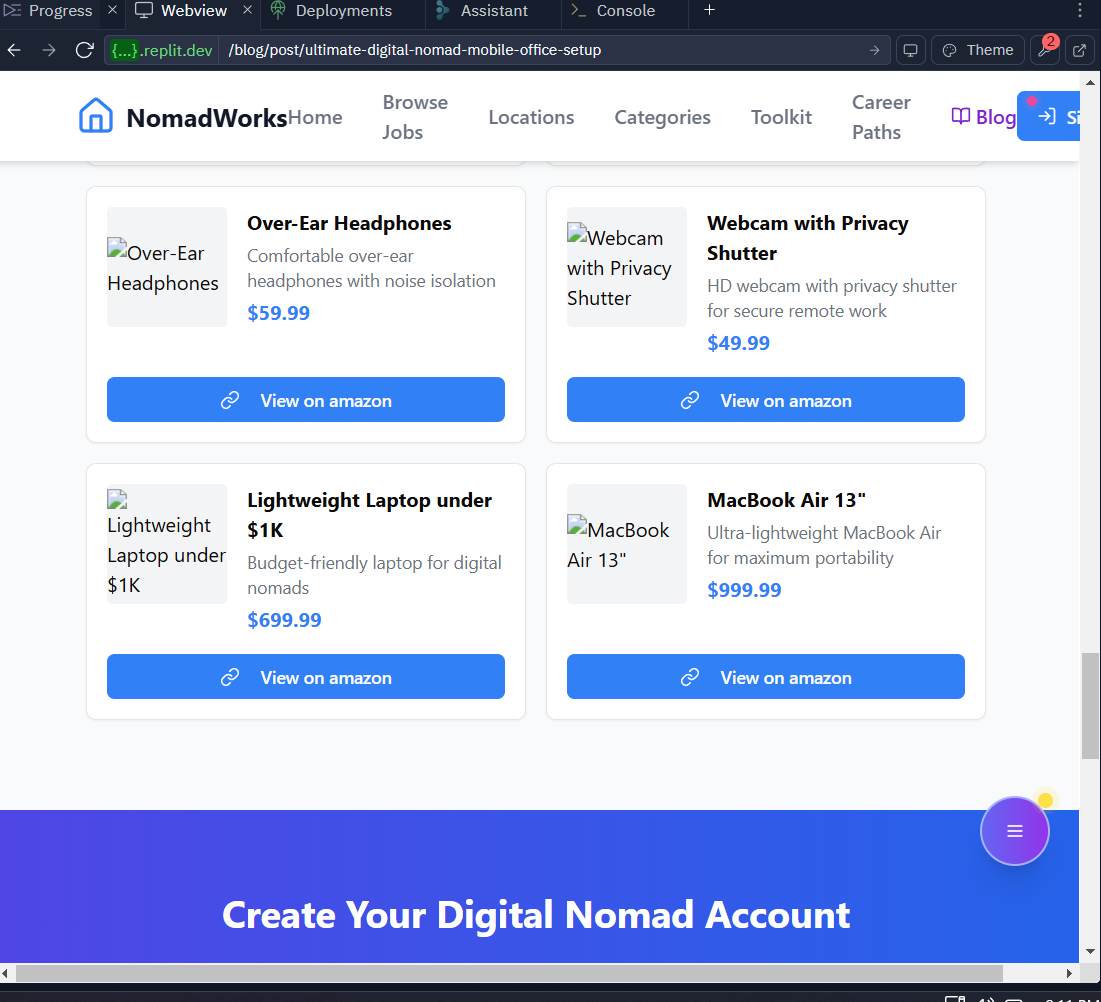 Progress
Webview
Deployments
Assistant
Console
{...}.replit.dev
/blog/post/ultimate-digital-nomad-mobile-office-setup
Theme
2
NomadWorks
Home
Browse
Jobs
Locations
Categories
Toolkit
Career
Paths
Blog
Over-Ear
Headphones
Over-Ear Headphones
Comfortable over-ear
headphones with noise isolation
$59.99
View on amazon
Webcam
with Privacy
Shutter
Webcam with Privacy
Shutter
HD webcam with privacy shutter
for secure remote work
$49.99
View on amazon
Lightweight
Laptop under
$1K
Lightweight Laptop under
$1K
Budget-friendly laptop for digital
nomads
$699.99
View on amazon
MacBook
Air 13"
MacBook Air 13"
Ultra-lightweight MacBook Air
for maximum portability
$999.99
View on amazon
Create Your Digital Nomad Account